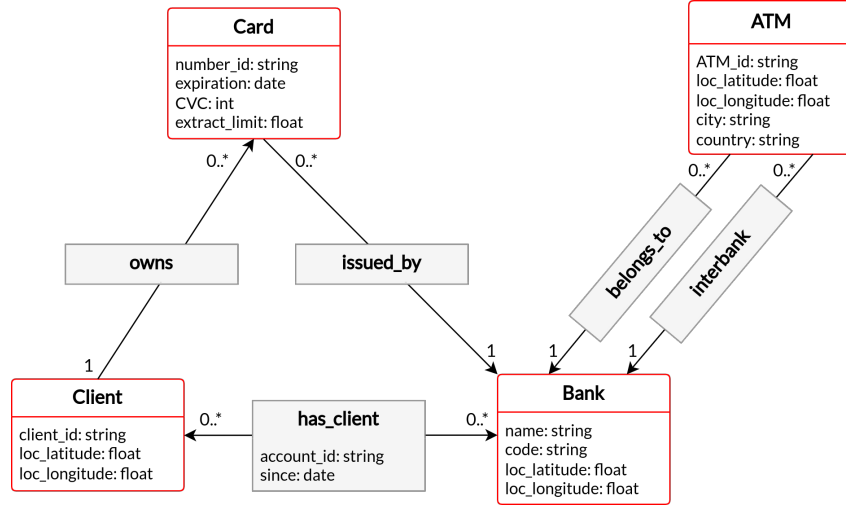 Card
number_id: string
expiration: date
CVC: int
extract_limit: float
ATM
ATM_id: string
loc_latitude: float
loc_longitude: float
city: string
country: string
0..*
0..*
0..*
0..*
owns
issued_by
belongs_to
interbank
1
1
1
1
Client
client_id: string
loc_latitude: float
loc_longitude: float
0..*
has_client
account_id: string
since: date
0..*
Bank
name: string
code: string
loc_latitude: float
loc_longitude: float